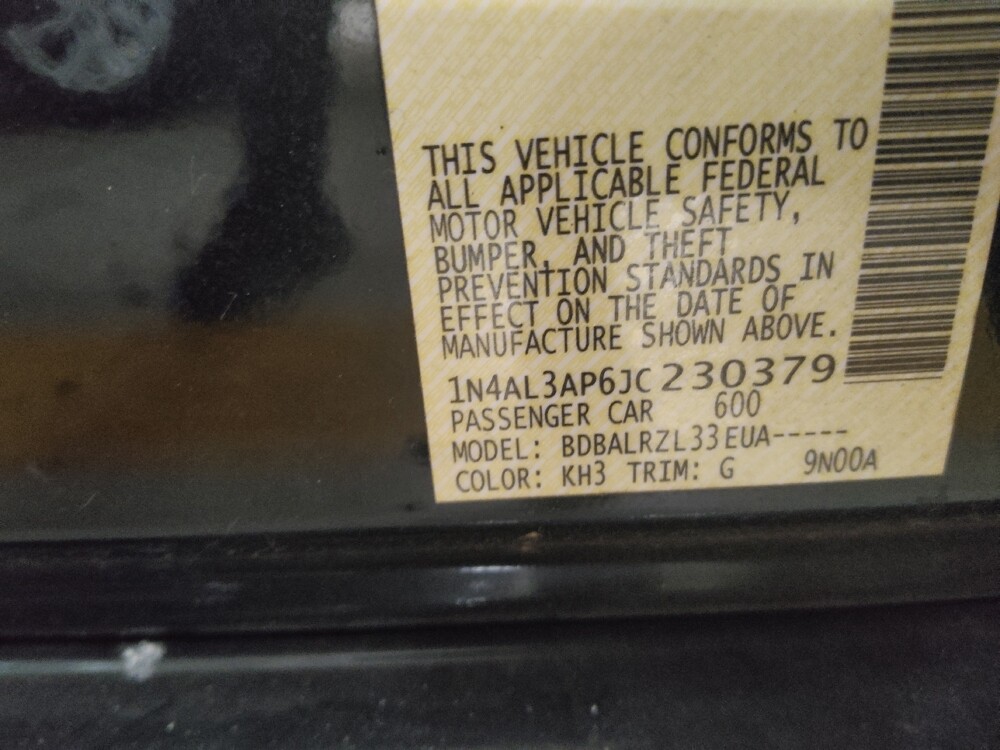 THIS VEHICLE CONFORMS TO
ALL APPLICABLE FEDERAL
MOTOR VEHICLE SAFETY,
BUMPER, AND THEFT
PREVENTION STANDARDS IN
EFFECT ON THE DATE OF
MANUFACTURE SHOWN ABOVE.
1N4AL3AP6JC230379
PASSENGER CAR 600
MODEL: BDBALRZL33EUA-----
COLOR: KH3 TRIM: G 9N00A